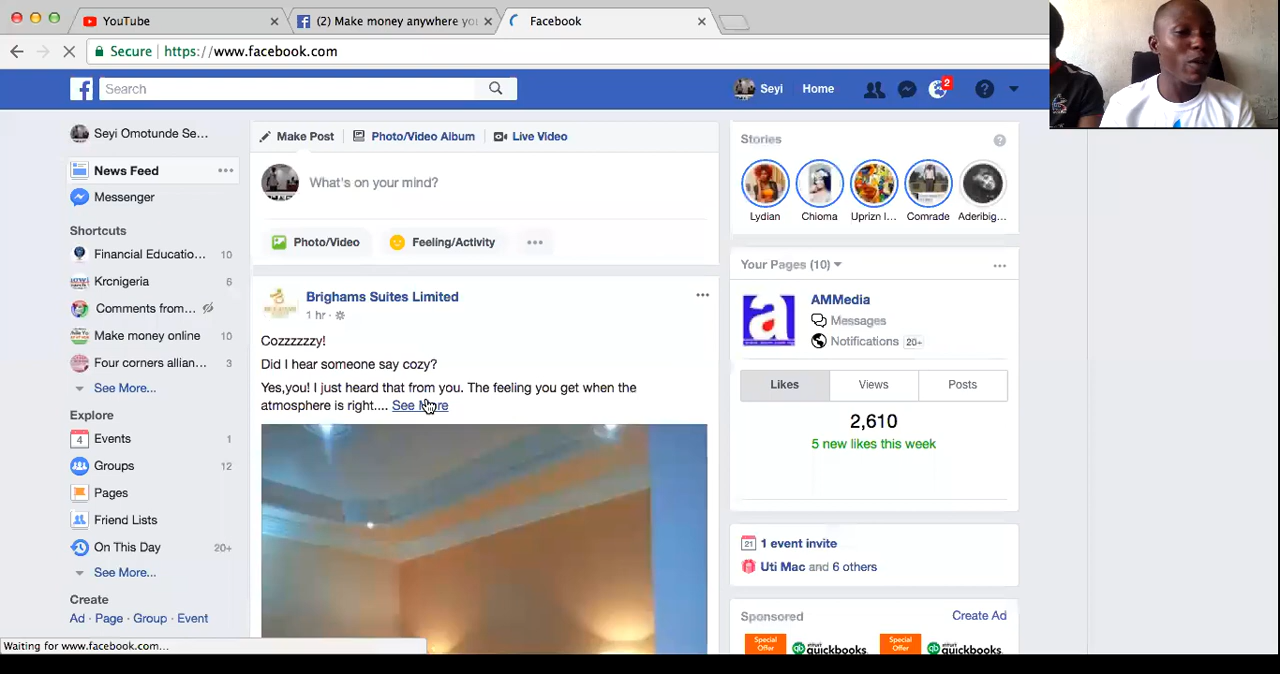 YouTube
(2) Make money anywhere yo
Facebook
Secure https://www.facebook.com
Search
Seyi Home 2
Seyi Omotunde Se...
News Feed
Messenger
Shortcuts
Financial Educatio... 10
Krcnigeria 6
Comments from...
Make money online 10
Four corners allian... 3
See More...
Explore
4 Events 1
Groups 12
Pages
Friend Lists
On This Day 20+
See More...
Create
Ad · Page · Group · Event
Waiting for www.facebook.com...
Make Post Photo/Video Album Live Video
What's on your mind?
Photo/Video Feeling/Activity
Brighams Suites Limited
1 hr ·
Cozzzzzzy!
Did I hear someone say cozy?
Yes,you! I just heard that from you. The feeling you get when the
atmosphere is right.... See More
Stories
Lydian Chioma Uprizn I... Comrade Aderibig...
Your Pages (10)
a
AMMedia
Messages
Notifications 20+
Likes Views Posts
2,610
5 new likes this week
21 1 event invite
Uti Mac and 6 others
Sponsored Create Ad
Special Offer quickbooks. Special Offer quickbooks.